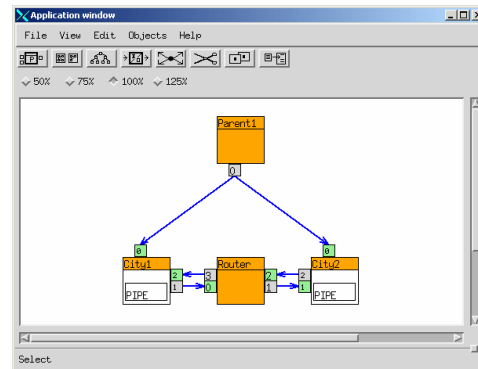 Application window
File View Edit Objects Help
50% 75% 100% 125%
Parent1
0
0 0
City1 Router City2
2 3 2 2
1 0 1 1
PIPE PIPE
Select